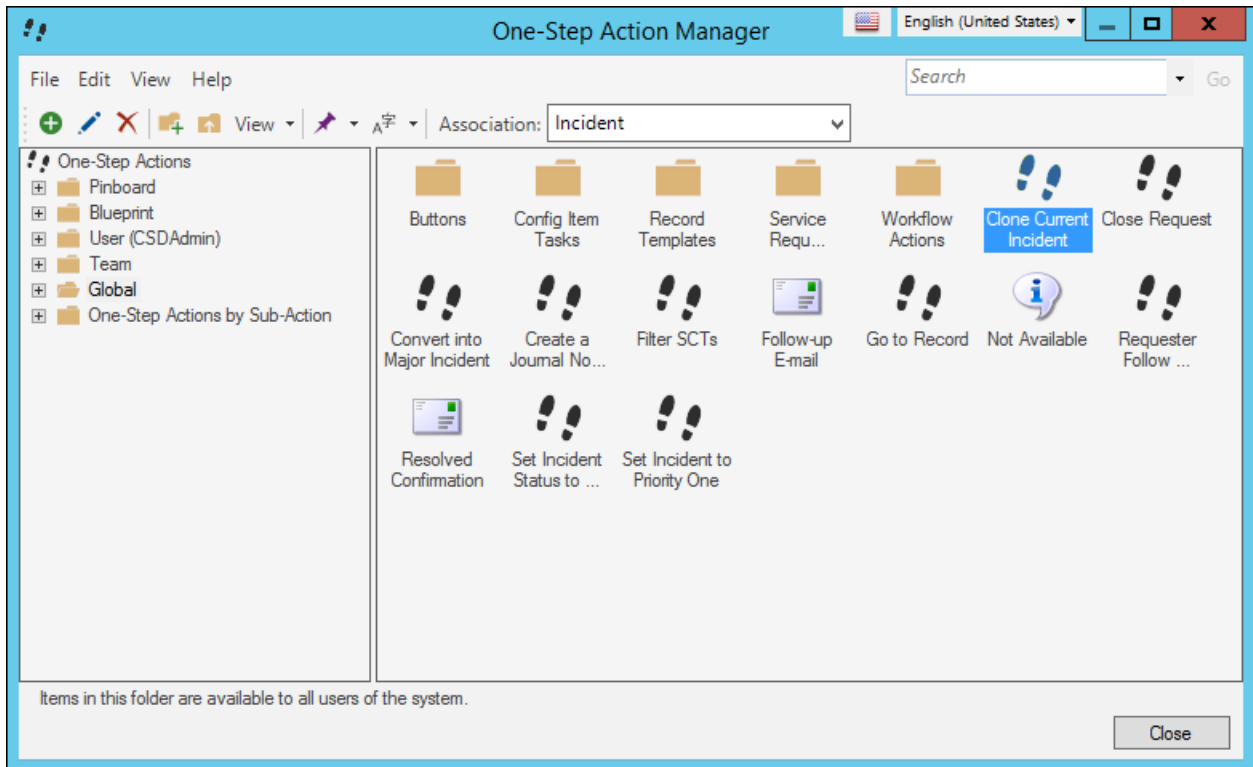 One-Step Action Manager
English (United States)
File Edit View Help
Search
Go
View
A字
Association: Incident
One-Step Actions
Pinboard
Blueprint
User (CSDAdmin)
Team
Global
One-Step Actions by Sub-Action
Buttons
Config Item
Tasks
Record
Templates
Service
Requ...
Workflow
Actions
Clone Current
Incident
Close Request
Convert into
Major Incident
Create a
Journal No...
Filter SCTs
Follow-up
E-mail
Go to Record
Not Available
Requester
Follow ...
Resolved
Confirmation
Set Incident
Status to ...
Set Incident to
Priority One
Items in this folder are available to all users of the system.
Close